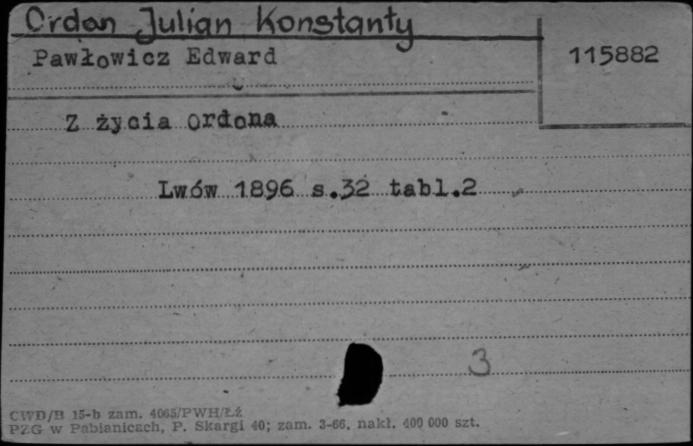 Ordon Julian Konstanty
Pawłowicz Edward
115882
Z życia Ordona
Lwów 1896 s.32 tabl.2
3
CWD/B 15-b zam. 4065/PWH/Łź
PZG w Pabianicach, P. Skargi 40; zam. 3-66, nakł. 400 000 szt.